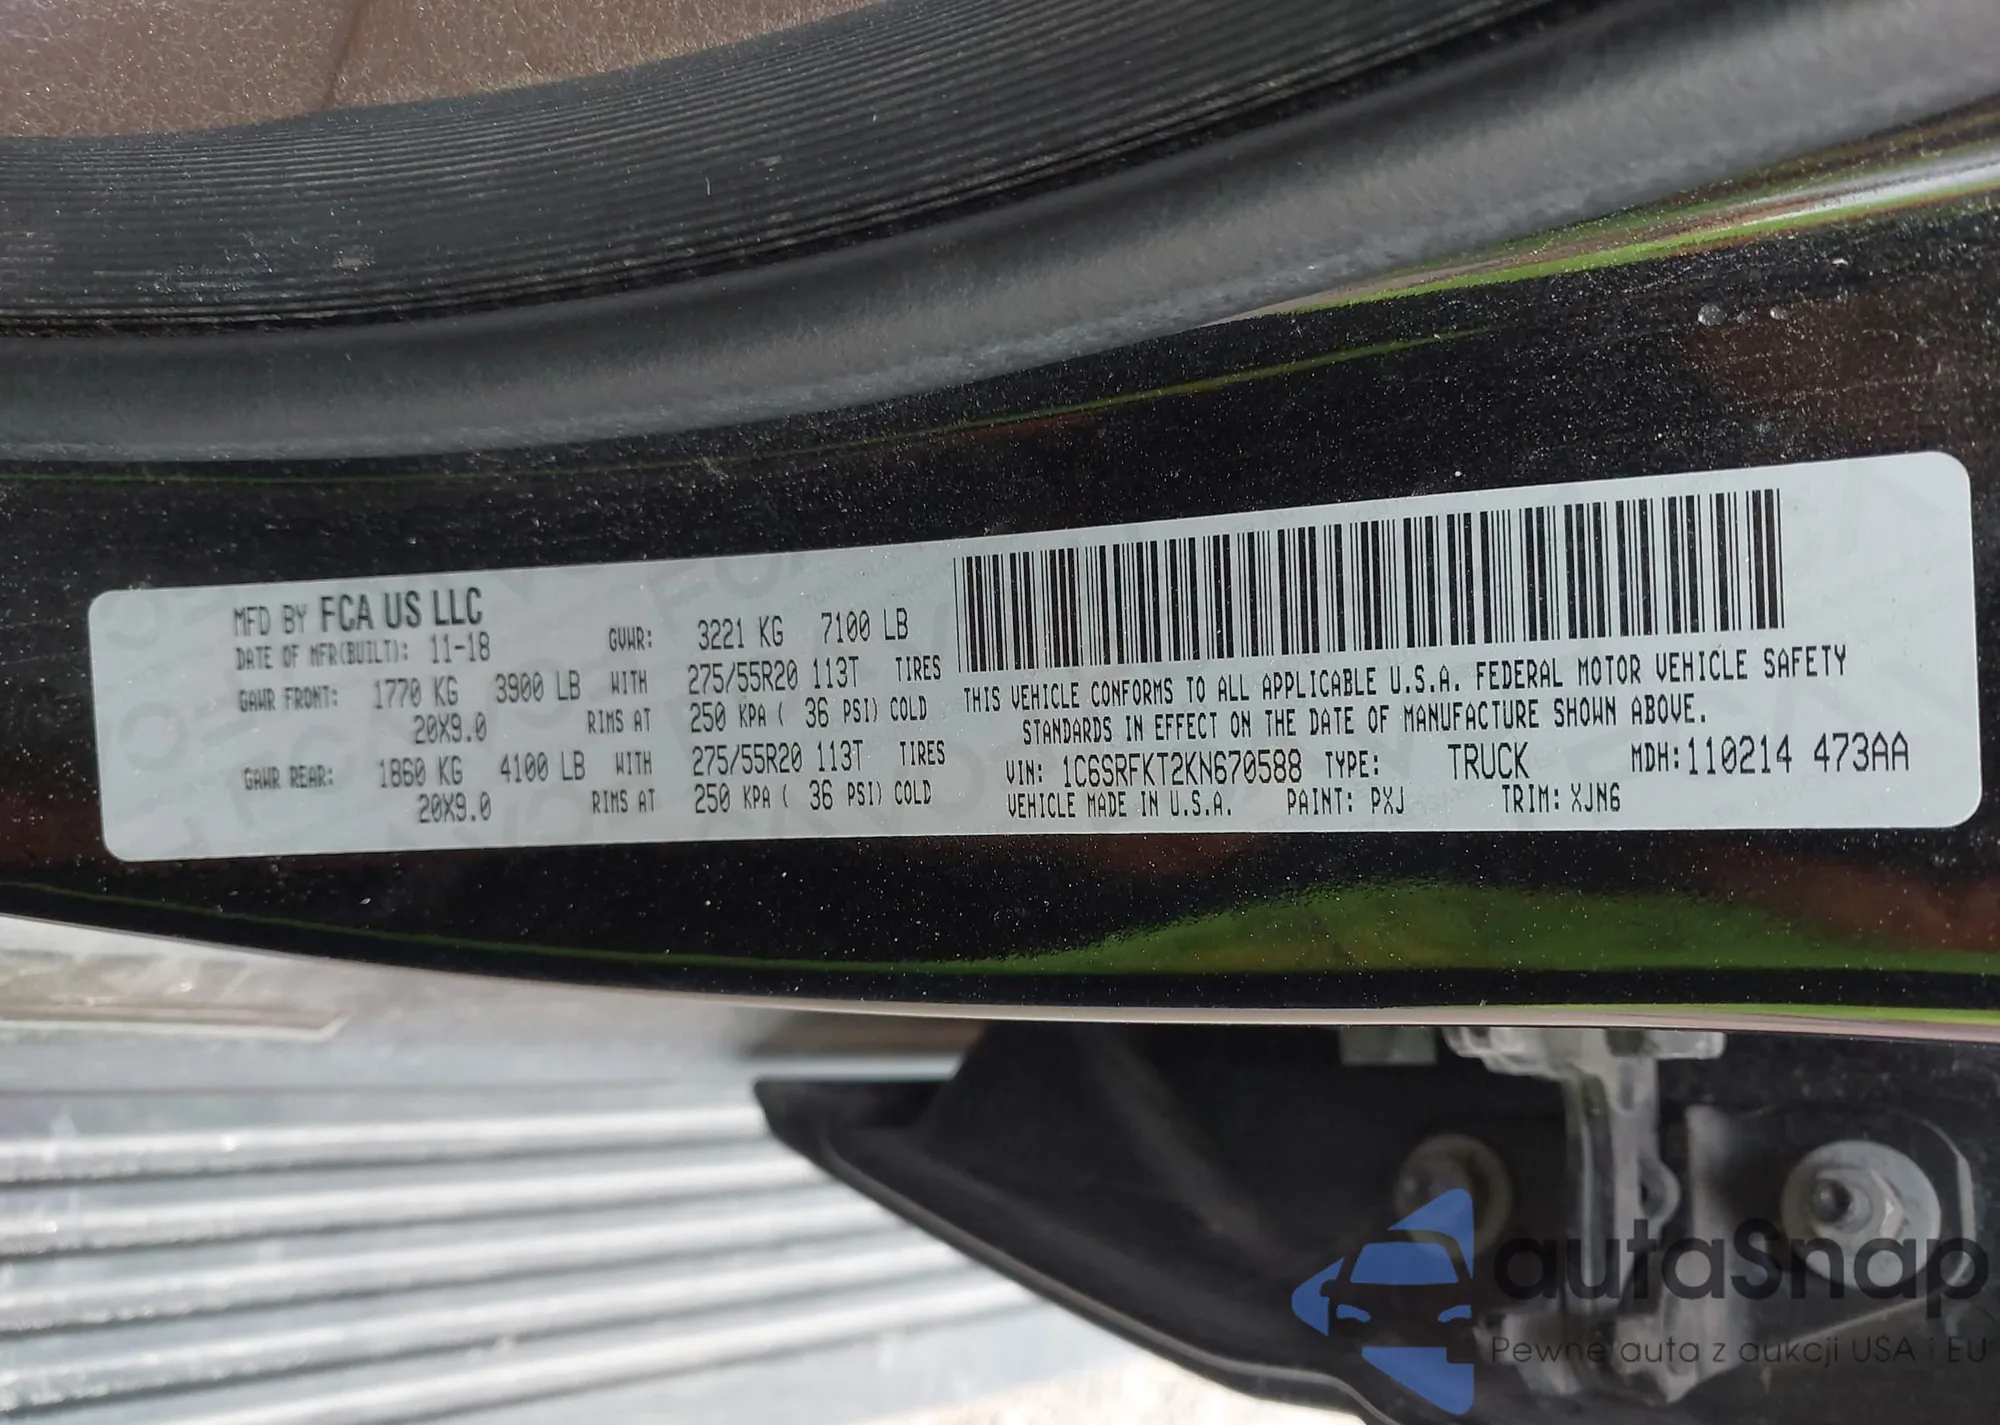 MFD BY FCA US LLC
DATE OF MFR(BUILT): 11-18 GVWR: 3221 KG 7100 LB
GAWR FRONT: 1770 KG 3900 LB WITH 275/55R20 113T TIRES
20X9.0 RIMS AT 250 KPA ( 36 PSI) COLD
GAWR REAR: 1860 KG 4100 LB WITH 275/55R20 113T TIRES
20X9.0 RIMS AT 250 KPA ( 36 PSI) COLD
THIS VEHICLE CONFORMS TO ALL APPLICABLE U.S.A. FEDERAL MOTOR VEHICLE SAFETY
STANDARDS IN EFFECT ON THE DATE OF MANUFACTURE SHOWN ABOVE.
VIN: 1C6SRFKT2KN670588 TYPE: TRUCK MDH:110214 473AA
VEHICLE MADE IN U.S.A. PAINT: PXJ TRIM:XJN6
autaSnap
Pewne auta z aukcji USA i EU